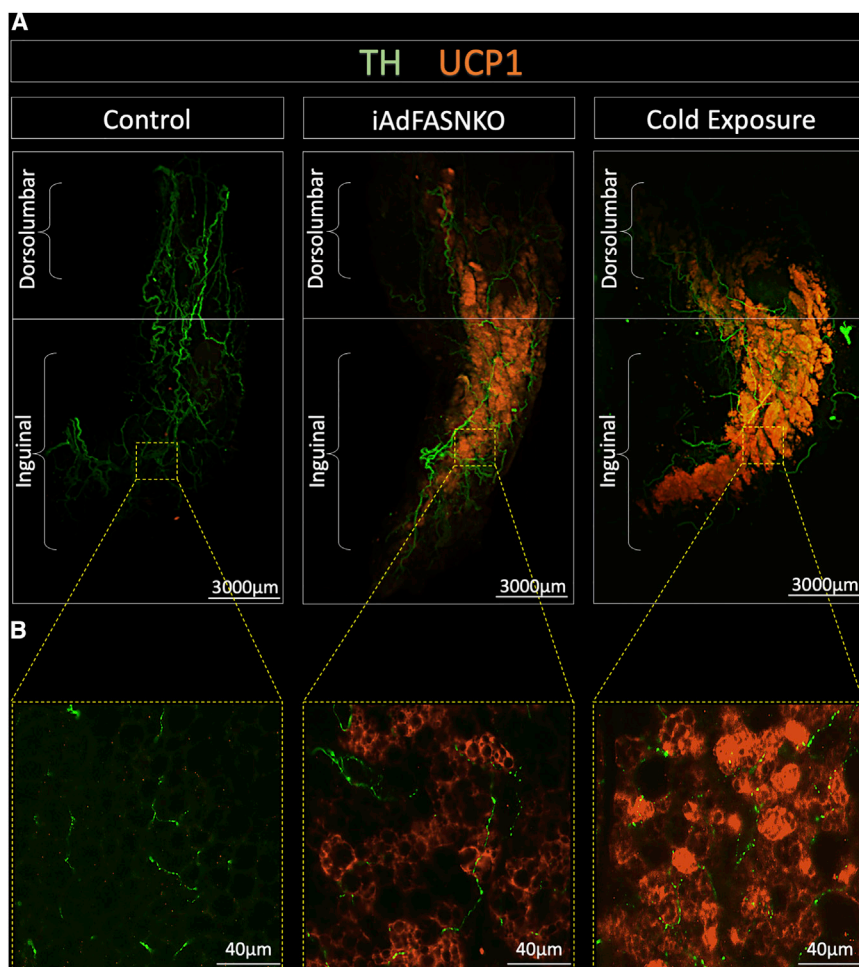 A
TH UCP1
Control
iAdFASNKO
Cold Exposure
Dorsolumbar
Dorsolumbar
Dorsolumbar
Inguinal
Inguinal
Inguinal
3000µm
3000µm
3000µm
B
40µm
40µm
40µm